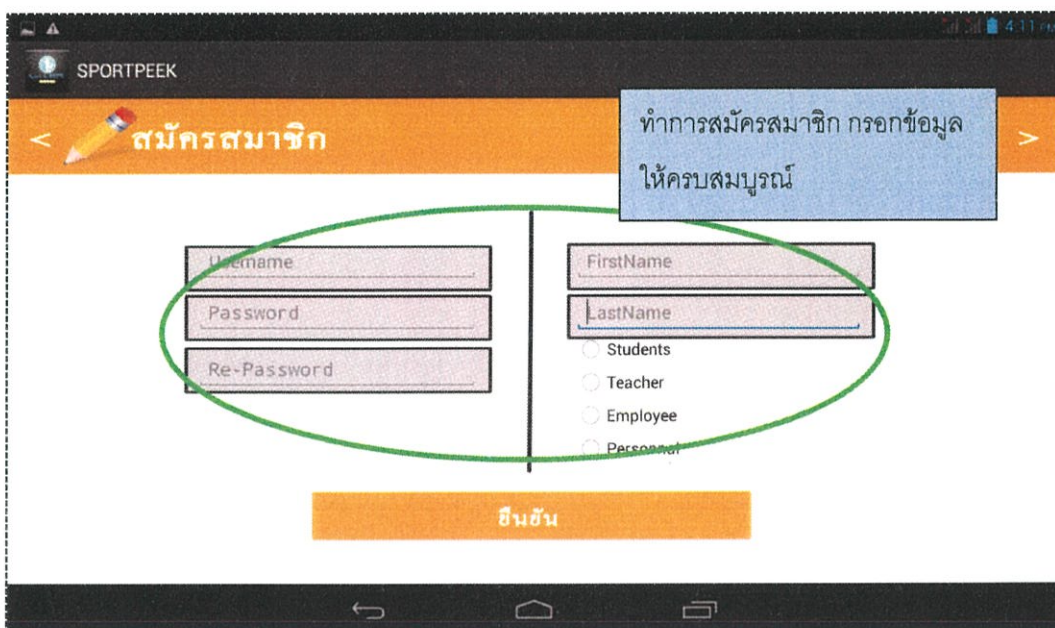 4:11
SPORTPEEK
< สมัครสมาชิก >
ทำการสมัครสมาชิก กรอกข้อมูล
ให้ครบสมบูรณ์
Username
Password
Re-Password
FirstName
LastName
Students
Teacher
Employee
ยืนยัน